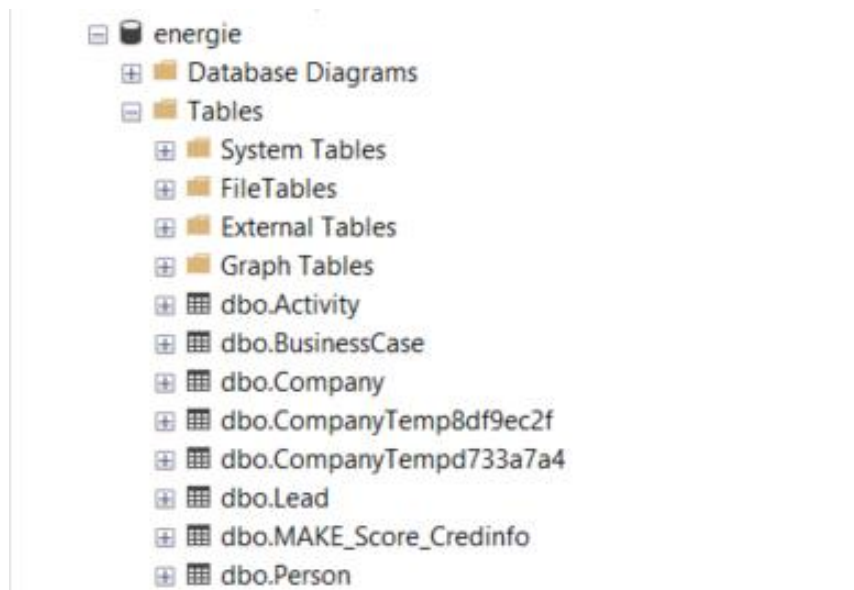 energie
Database Diagrams
Tables
System Tables
FileTables
External Tables
Graph Tables
dbo.Activity
dbo.BusinessCase
dbo.Company
dbo.CompanyTemp8df9ec2f
dbo.CompanyTempd733a7a4
dbo.Lead
dbo.MAKE_Score_Credinfo
dbo.Person